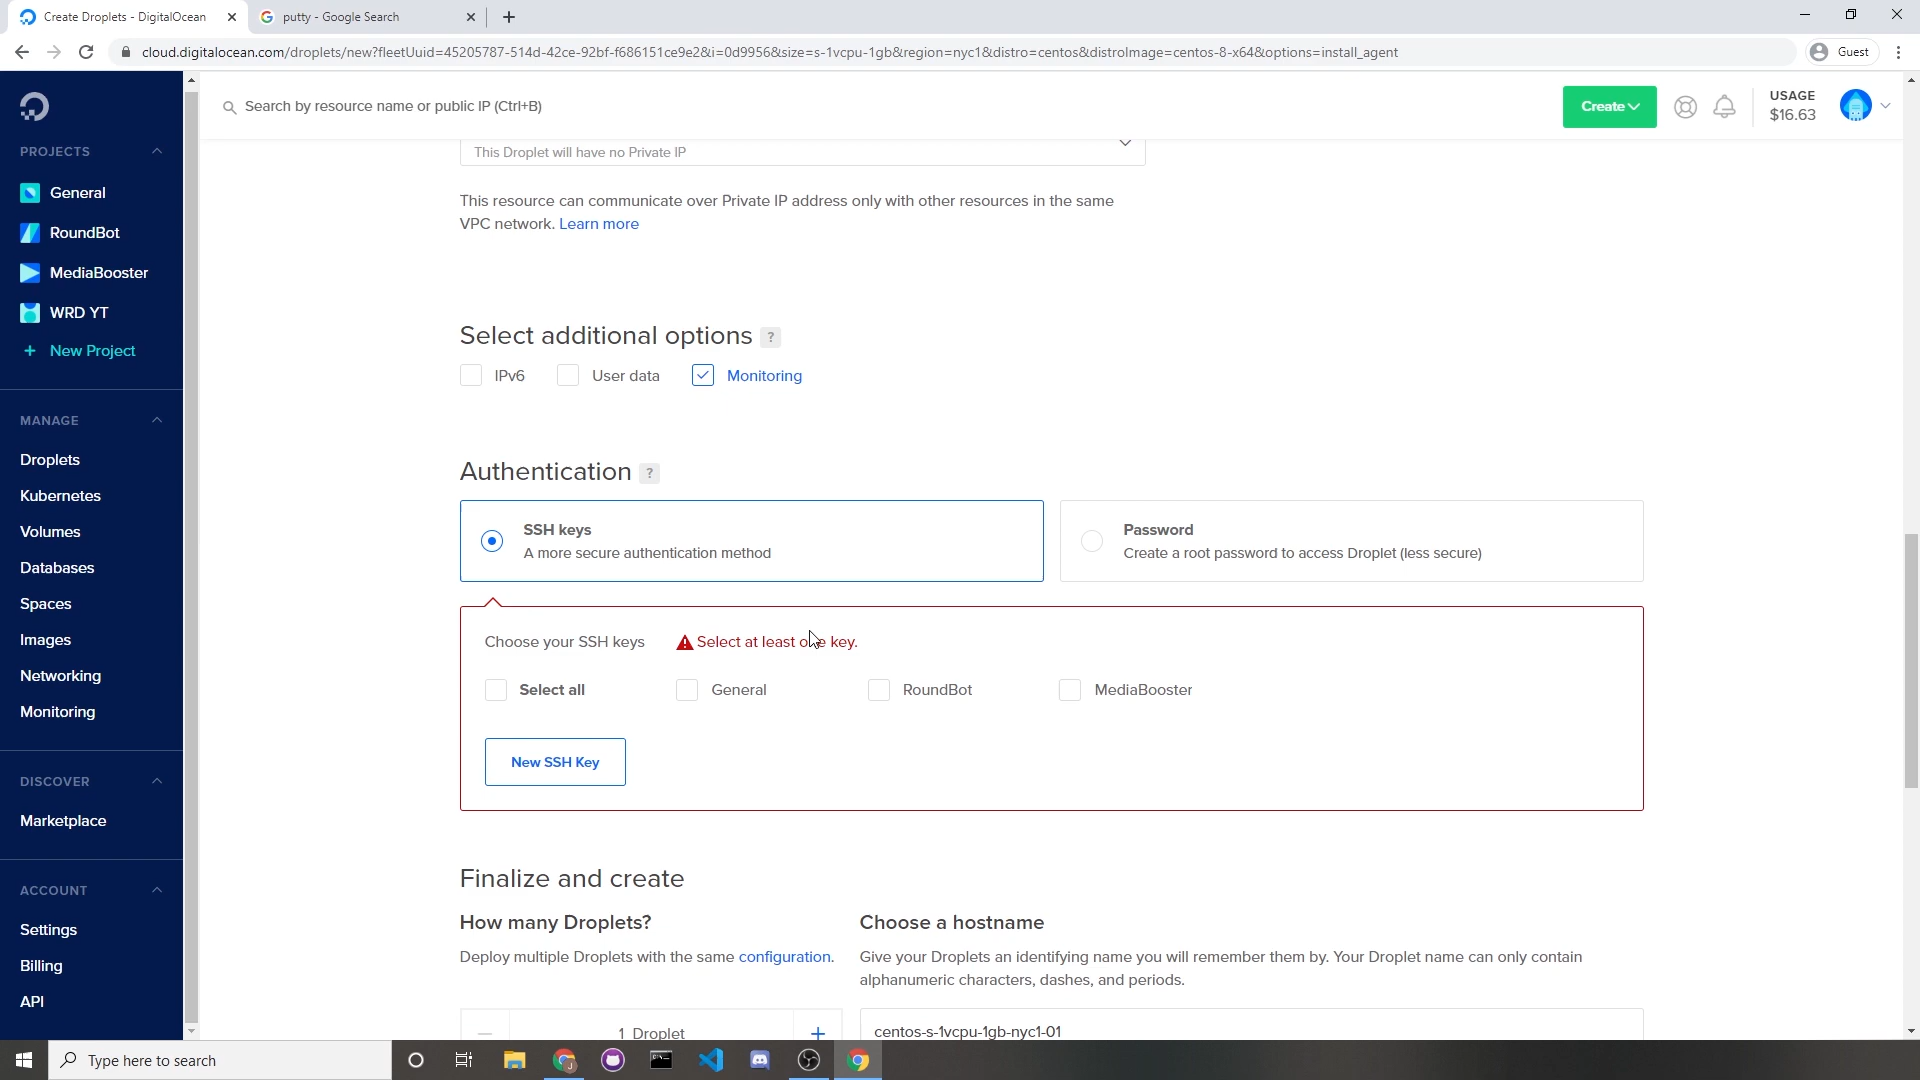 Create Droplets - DigitalOcean
putty - Google Search
cloud.digitalocean.com/droplets/new?fleetUuid=45205787-514d-42ce-92bf-f686151ce9e2&i=0d9956&size=s-1vcpu-1gb&region=nyc1&distro=centos&distroImage=centos-8-x64&options=install_agent
Guest
Search by resource name or public IP (Ctrl+B)
Create
USAGE
$16.63
PROJECTS
General
RoundBot
MediaBooster
WRD YT
+ New Project
MANAGE
Droplets
Kubernetes
Volumes
Databases
Spaces
Images
Networking
Monitoring
DISCOVER
Marketplace
ACCOUNT
Settings
Billing
API
This Droplet will have no Private IP
This resource can communicate over Private IP address only with other resources in the same
VPC network. Learn more
Select additional options ?
IPv6 User data Monitoring
Authentication ?
SSH keys
A more secure authentication method
Password
Create a root password to access Droplet (less secure)
Choose your SSH keys Select at least one key.
Select all General RoundBot MediaBooster
New SSH Key
Finalize and create
How many Droplets?
Deploy multiple Droplets with the same configuration.
1 Droplet
Choose a hostname
Give your Droplets an identifying name you will remember them by. Your Droplet name can only contain
alphanumeric characters, dashes, and periods.
centos-s-1vcpu-1gb-nyc1-01
Type here to search